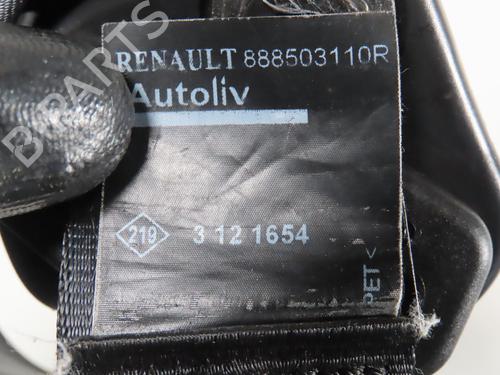 B-PARTS
RENAULT 888503110R
Autoliv
219 3 12 1654
PET <